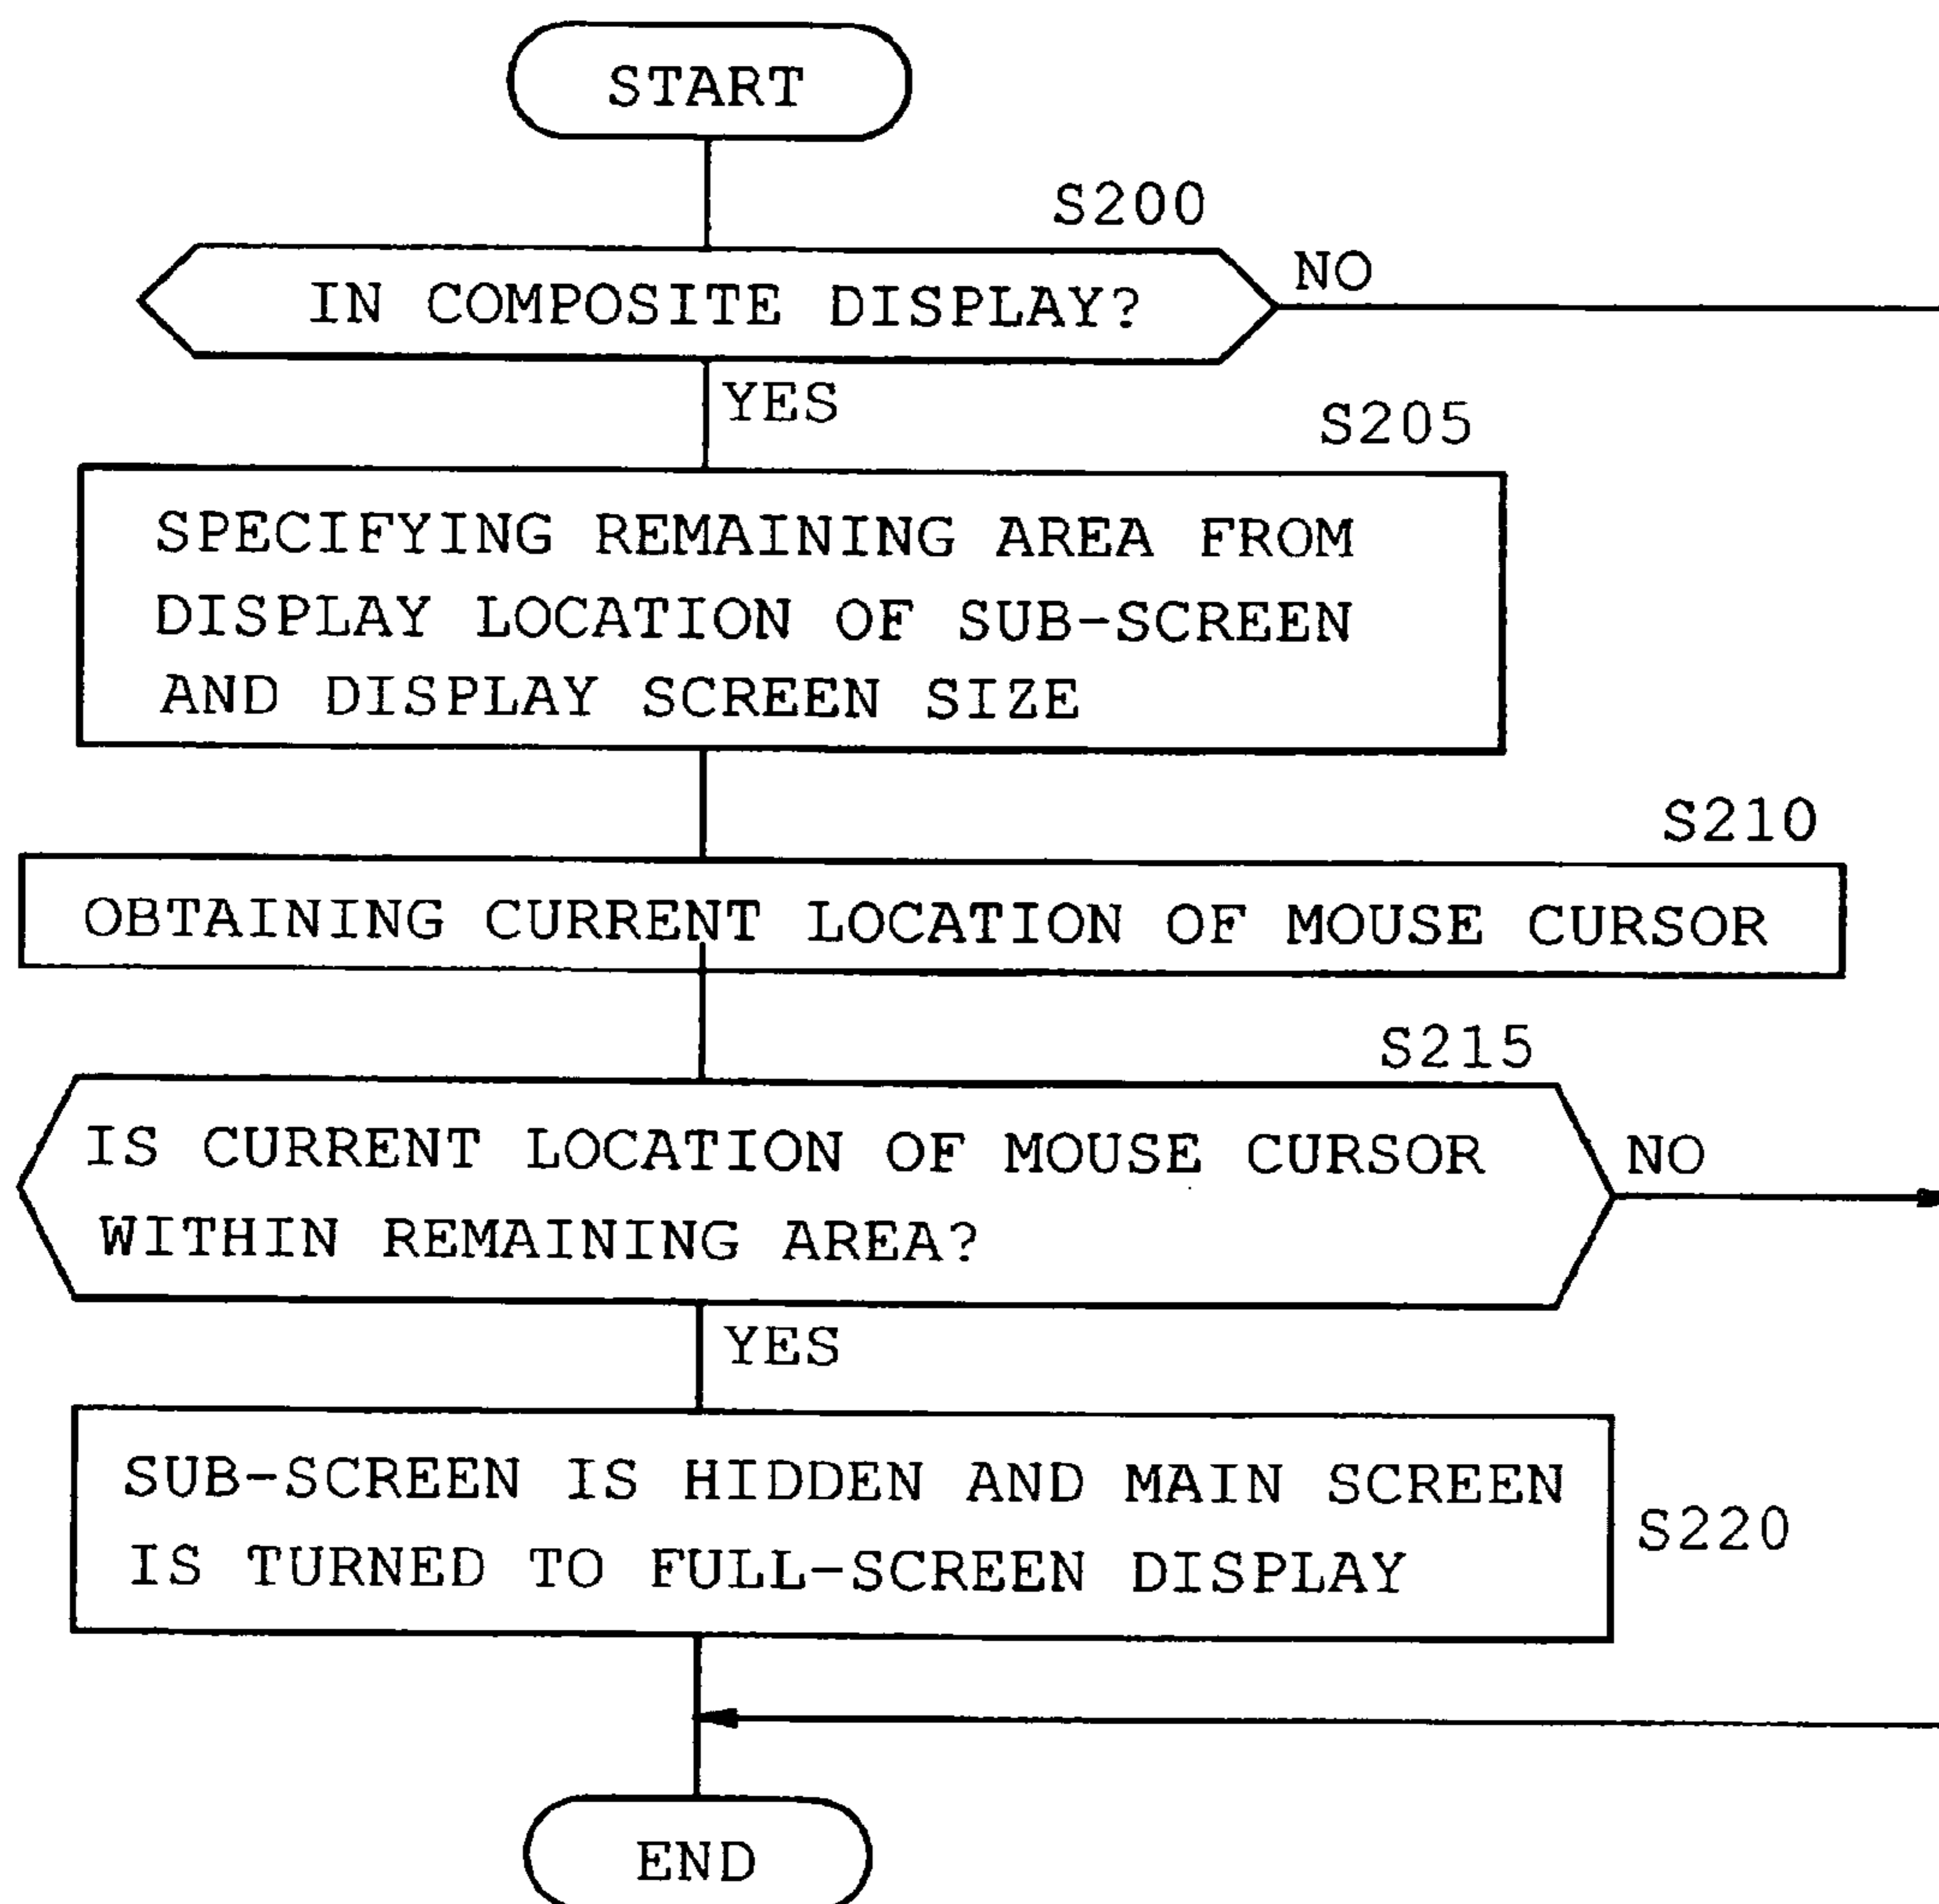 START
S200
IN COMPOSITE DISPLAY?
NO
YES
S205
SPECIFYING REMAINING AREA FROM
DISPLAY LOCATION OF SUB-SCREEN
AND DISPLAY SCREEN SIZE
S210
OBTAINING CURRENT LOCATION OF MOUSE CURSOR
S215
IS CURRENT LOCATION OF MOUSE CURSOR
WITHIN REMAINING AREA?
NO
YES
SUB-SCREEN IS HIDDEN AND MAIN SCREEN
IS TURNED TO FULL-SCREEN DISPLAY
S220
END